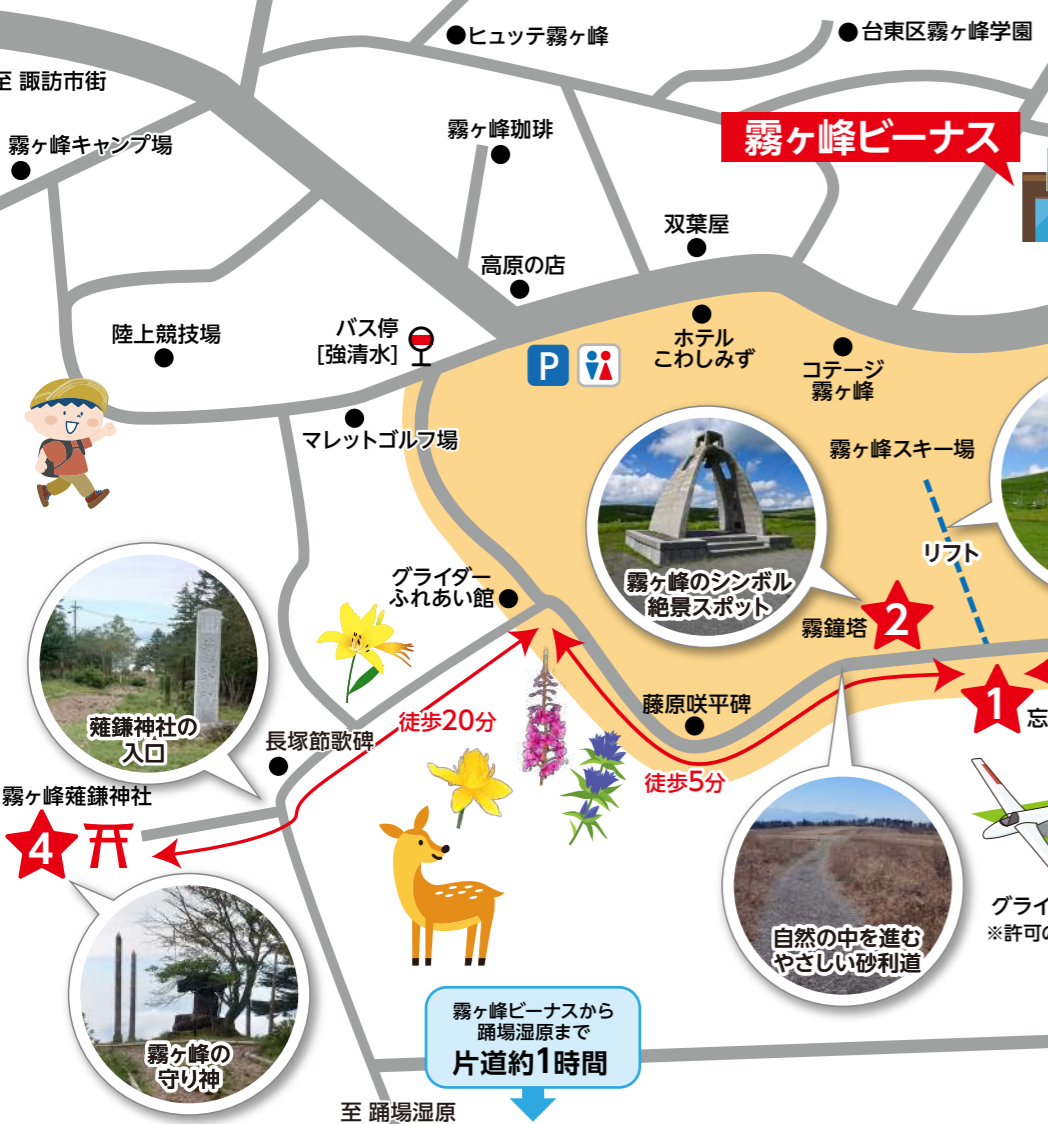 ヒュッテ霧ヶ峰
台東区霧ヶ峰学園
至 諏訪市街
霧ヶ峰キャンプ場
霧ヶ峰珈琲
霧ヶ峰ビーナス
双葉屋
高原の店
陸上競技場
バス停
[強清水]
P
ホテル
こわしみず
コテージ
霧ヶ峰
マレットゴルフ場
霧ヶ峰スキー場
リフト
グライダー
ふれあい館
霧ヶ峰のシンボル
絶景スポット
霧鐘塔
2
1
忘
藤原咲平碑
薙鎌神社の
入口
長塚節歌碑
徒歩20分
徒歩5分
霧ヶ峰薙鎌神社
4
グライ
※許可の
自然の中を進む
やさしい砂利道
霧ヶ峰の
守り神
霧ヶ峰ビーナスから
踊場湿原まで
片道約1時間
至 踊場湿原